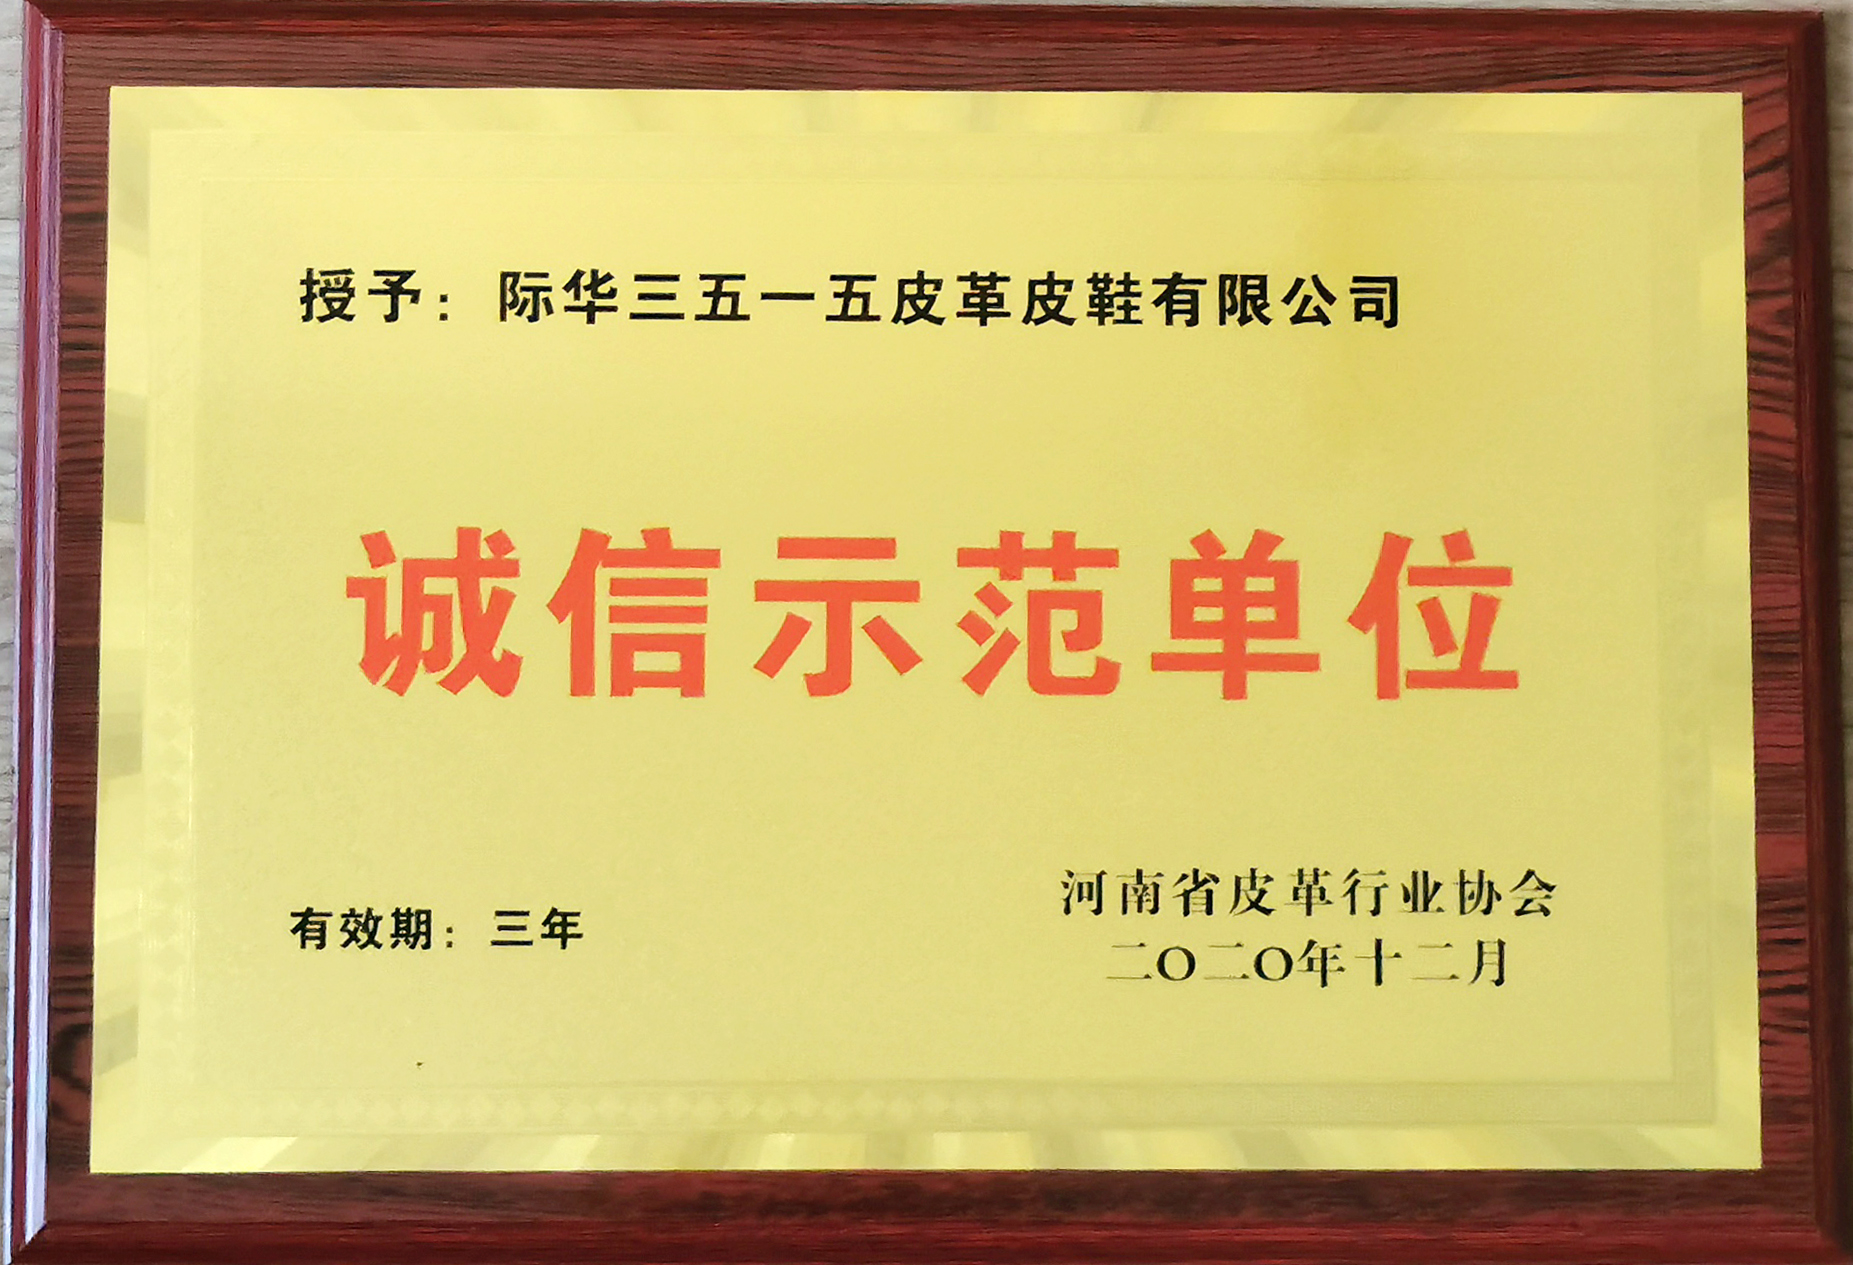 授予：际华三五一五皮革皮鞋有限公司
诚信示范单位
有效期：三年
河南省皮革行业协会
二〇二〇年十二月